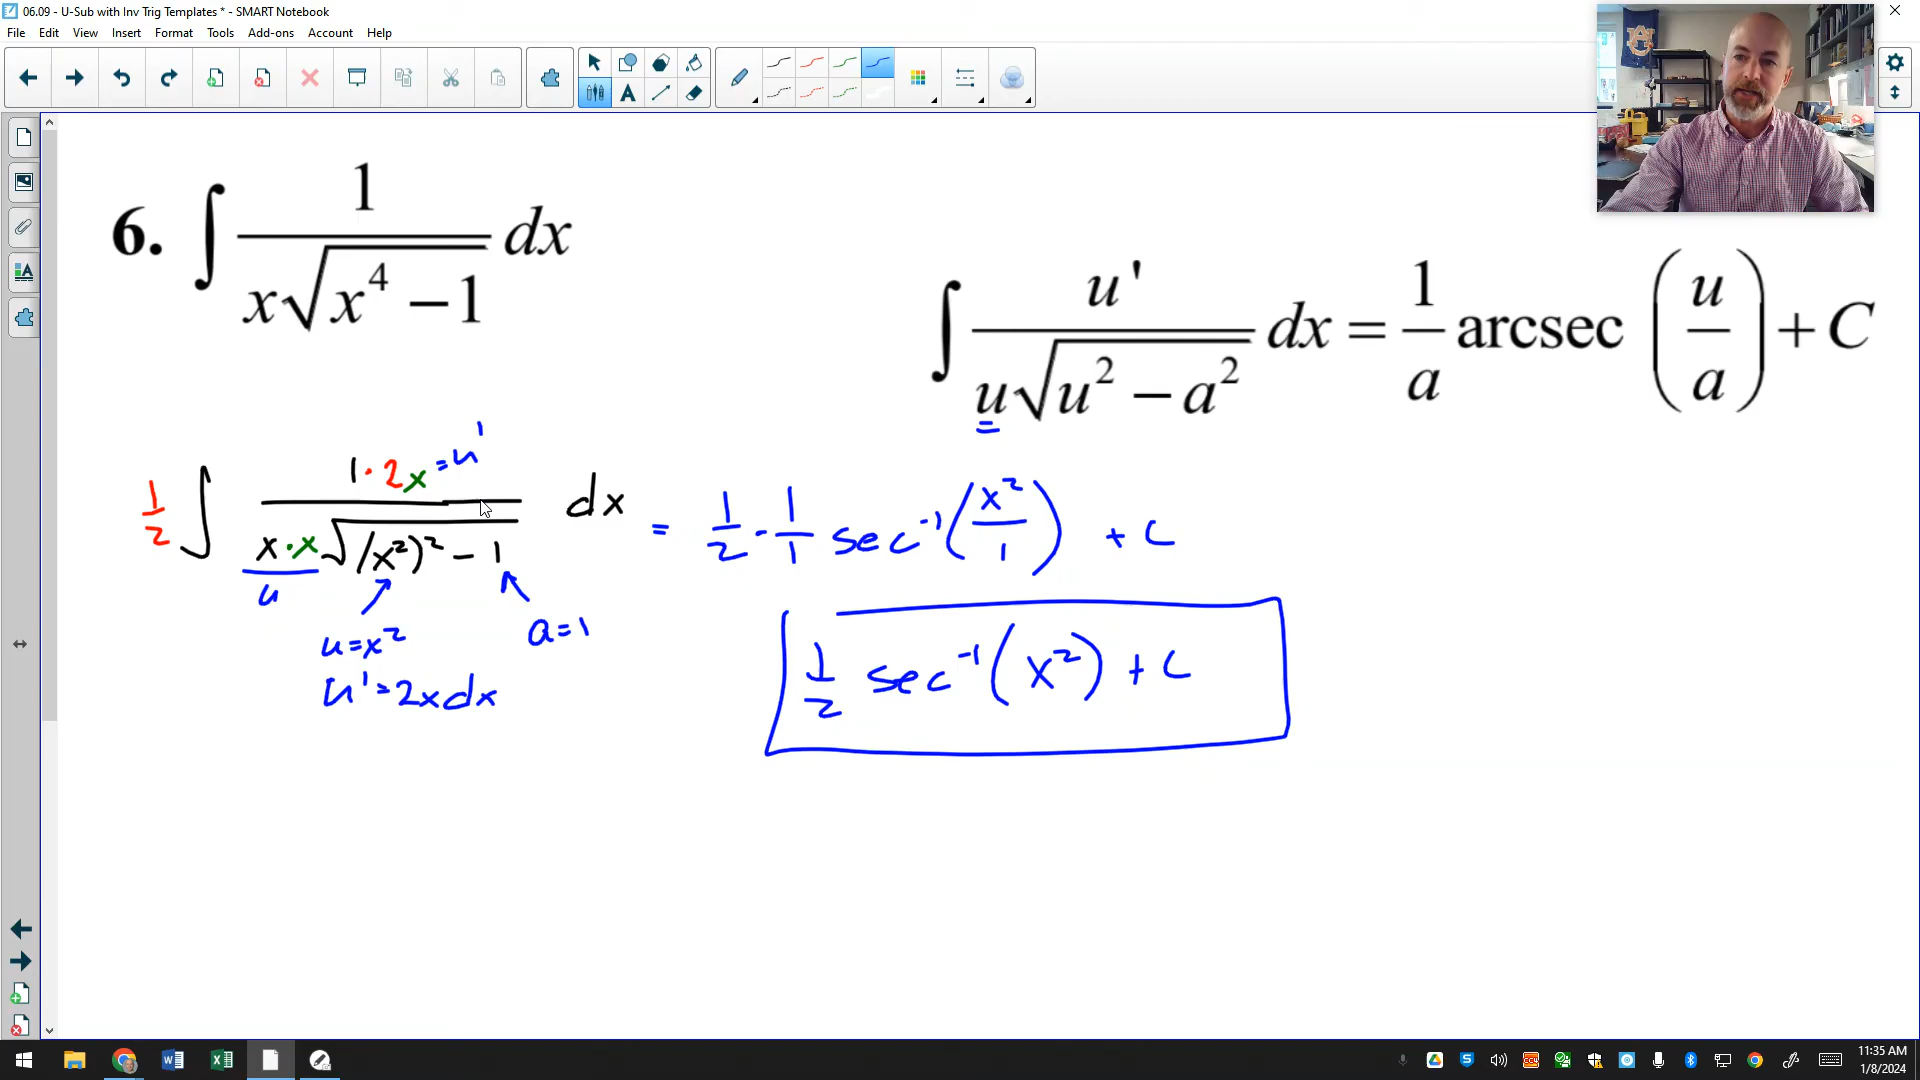 06.09 - U-Sub with Inv Trig Templates * - SMART Notebook
File Edit View Insert Format Tools Add-ons Account Help
6. ∫ 1/(x√(x⁴ − 1)) dx
∫ u'/(u√(u² − a²)) dx = 1/a arcsec (u/a) + C
1/2 ∫ (1 · 2x = u')/(x · x√((x²)² − 1)) dx = 1/2 · 1/1 sec⁻¹(x²/1) + C
u
u = x²
a = 1
u' = 2x dx
1/2 sec⁻¹(x²) + C
11:35 AM
1/8/2024